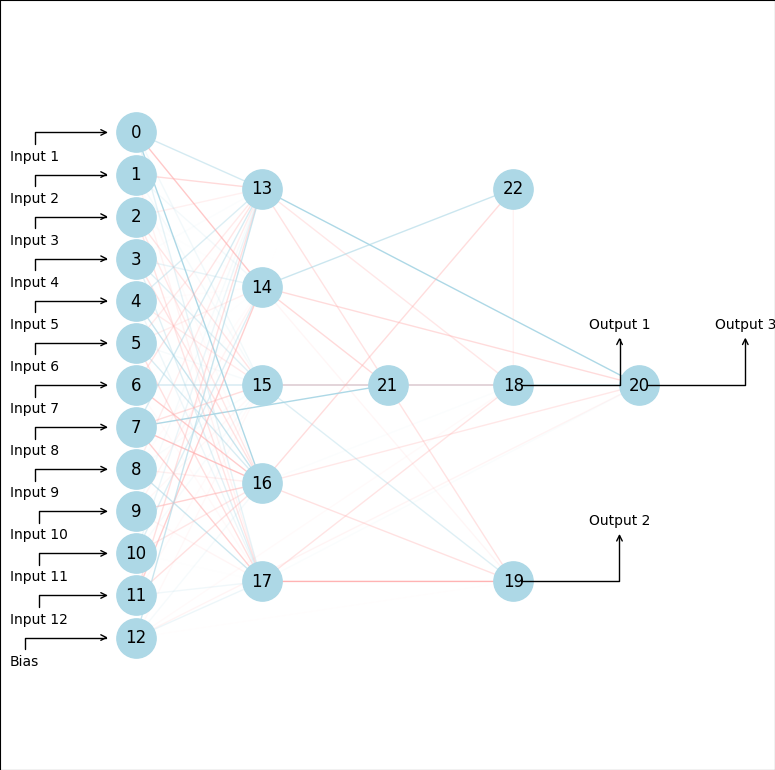 0
Input 1
1
13
22
Input 2
2
Input 3
3
14
Input 4
4
Input 5
Output 1
Output 3
5
Input 6
6
15
21
18
20
Input 7
7
Input 8
8
16
Input 9
9
Output 2
Input 10
10
Input 11
17
19
11
Input 12
12
Bias